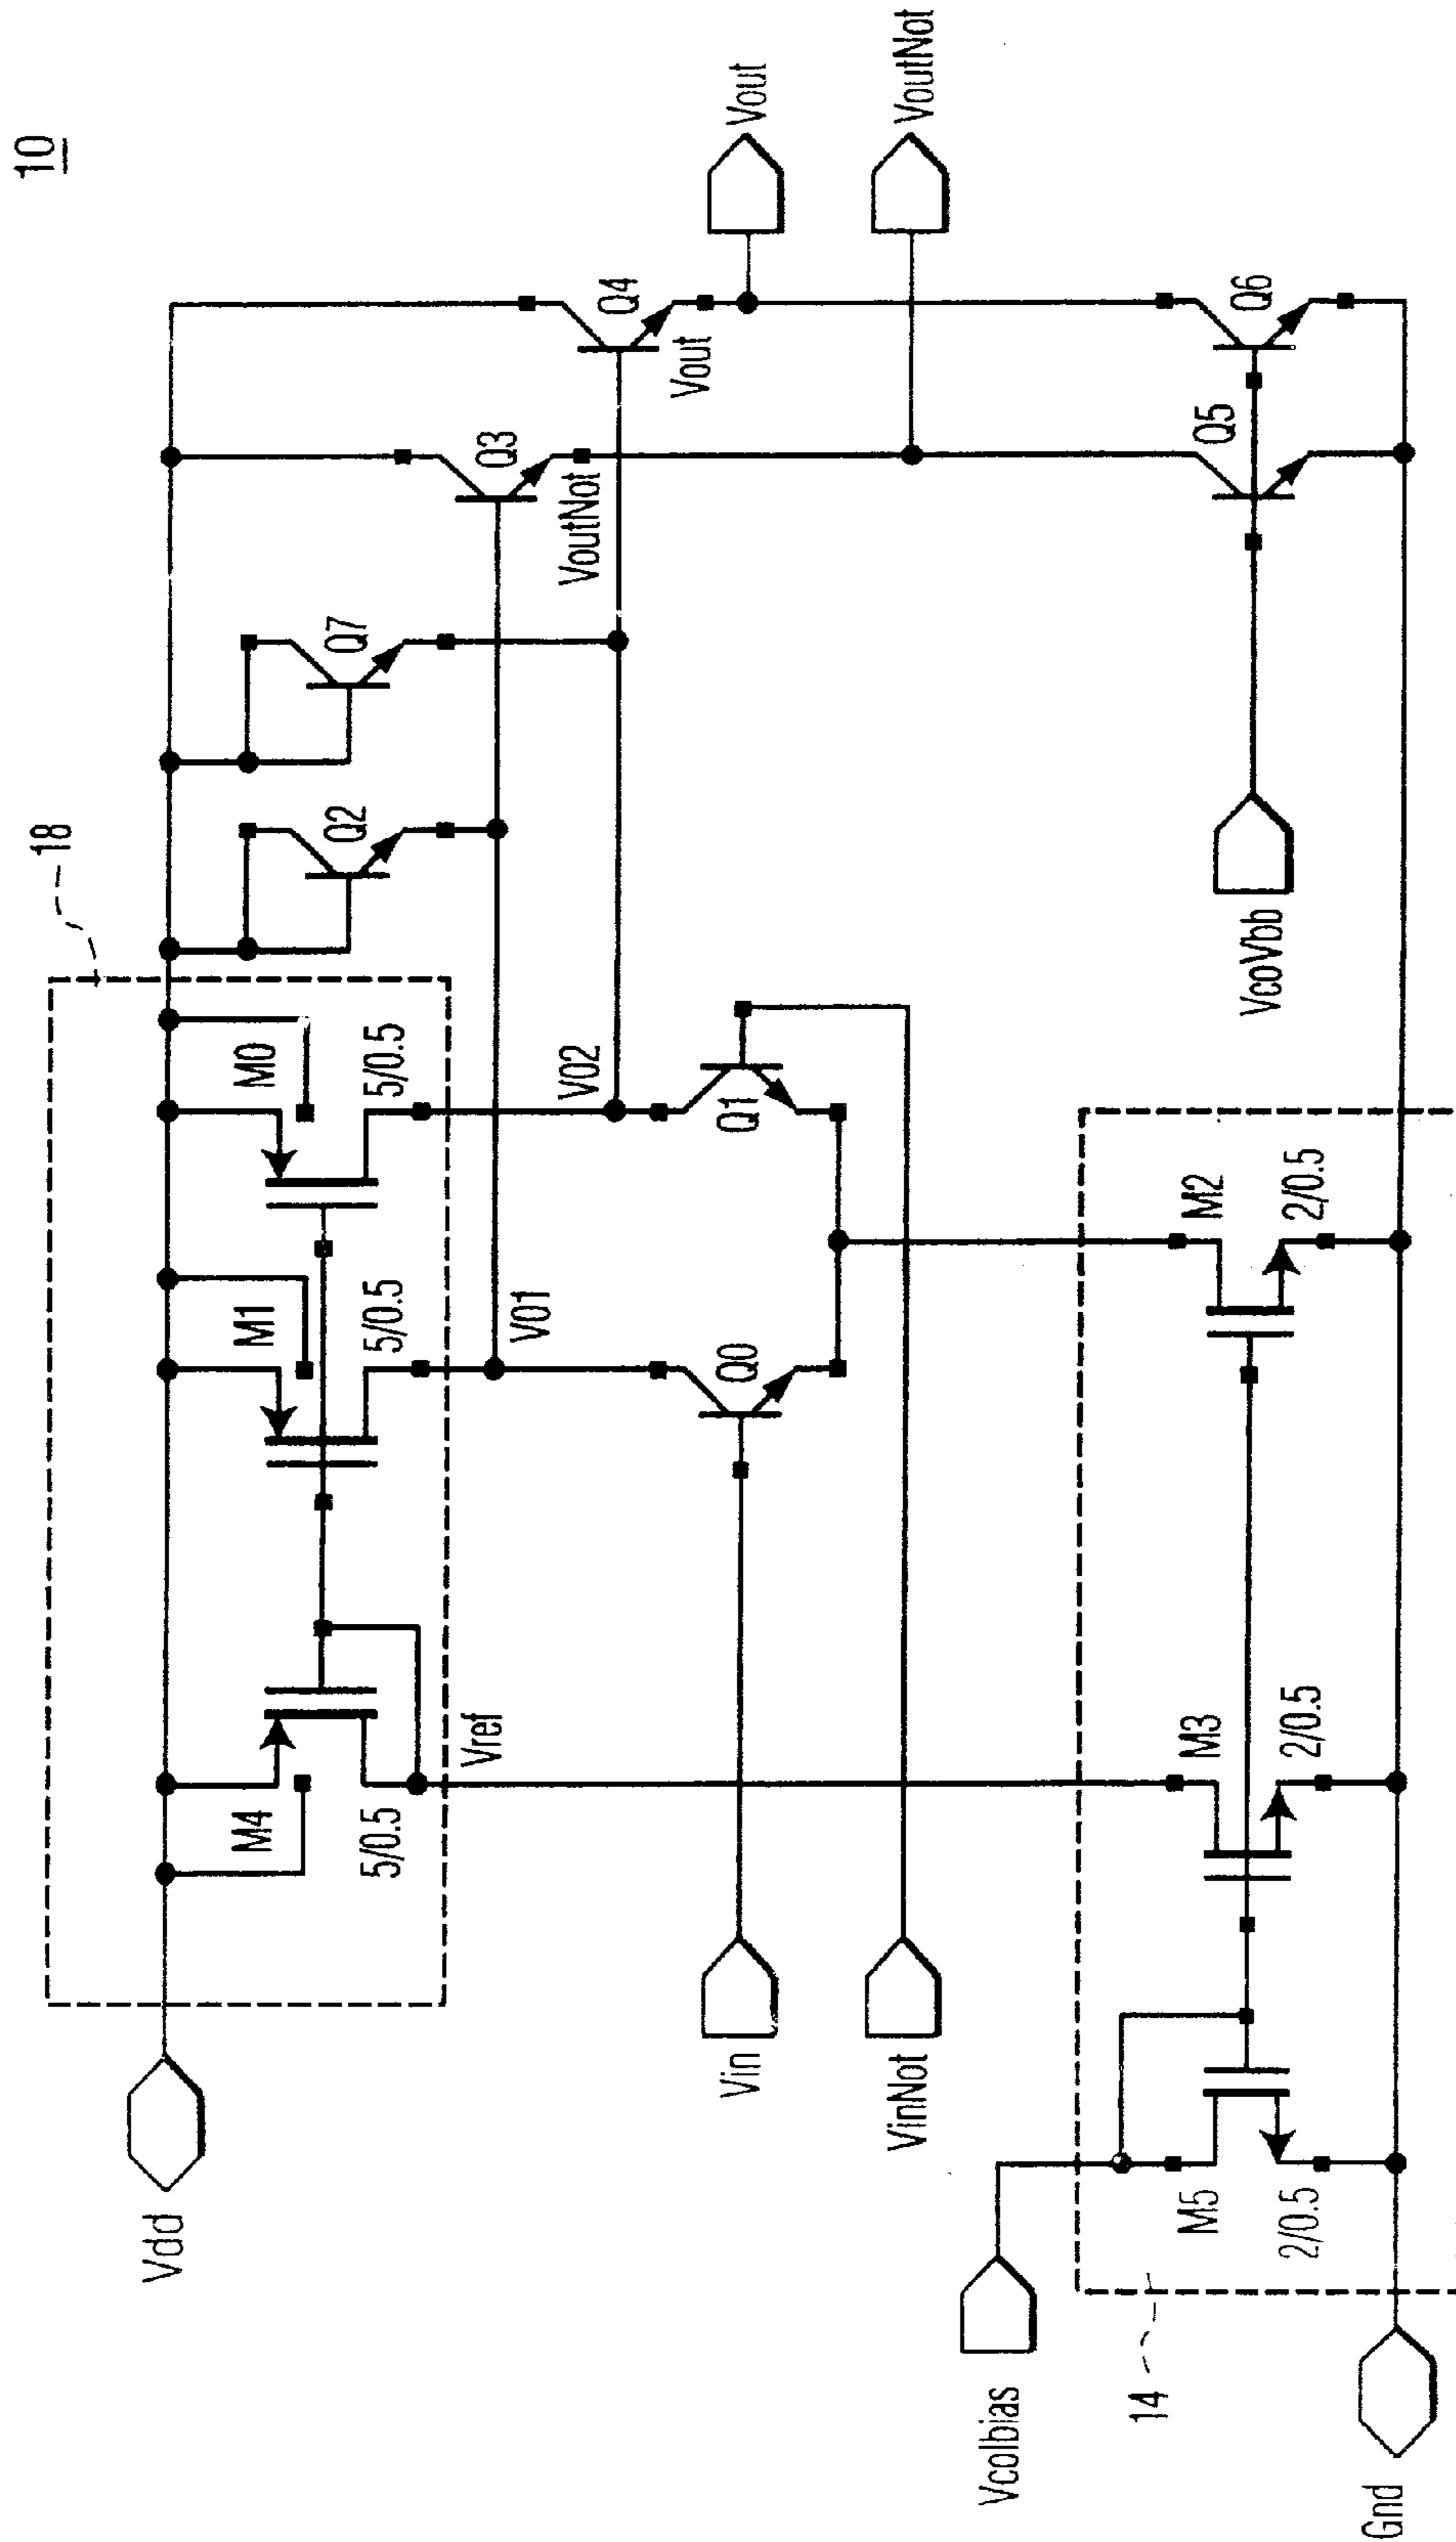 10
18
Vdd
M4
5/0.5
Vref
M1
5/0.5
V01
M0
5/0.5
V02
Q2
Q7
Q3
VoutNot
Q4
Vout
Vout
VoutNot
Vin
VinNot
Q0
Q1
VcoIbias
14
M5
2/0.5
M3
2/0.5
M2
2/0.5
VcoVbb
Q5
Q6
Gnd